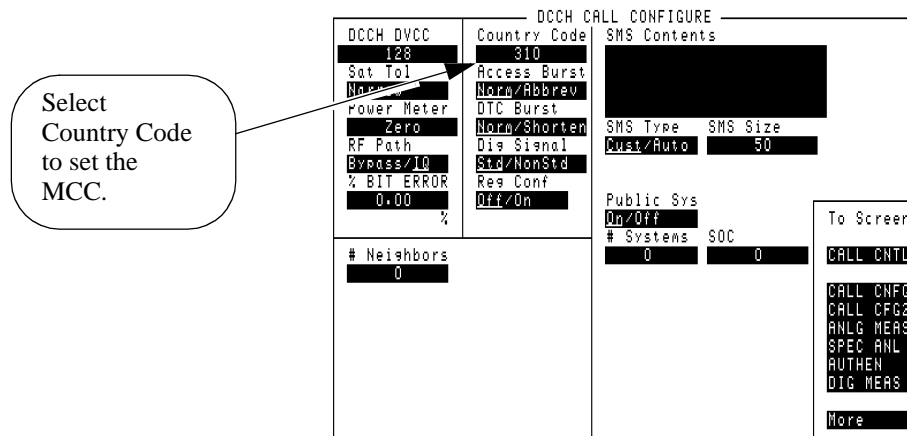 DCCH CALL CONFIGURE
Select
Country Code
to set the
MCC.
DCCH DVCC
128
Sat Tol
Power Meter
Zero
RF Path
Bypass/IQ
% BIT ERROR
0.00
%
# Neighbors
0
Country Code
310
Access Burst
Norm/Abbrev
DTC Burst
Norm/Shorten
Dig Signal
Std/NonStd
Reg Conf
Off/On
SMS Contents
SMS Type SMS Size
Cust/Auto 50
Public Sys
On/Off
# Systems SOC
0 0
To Screen
CALL CNTL
CALL CNFG
CALL CFG2
ANLG MEAS
SPEC ANL
AUTHEN
DIG MEAS
More